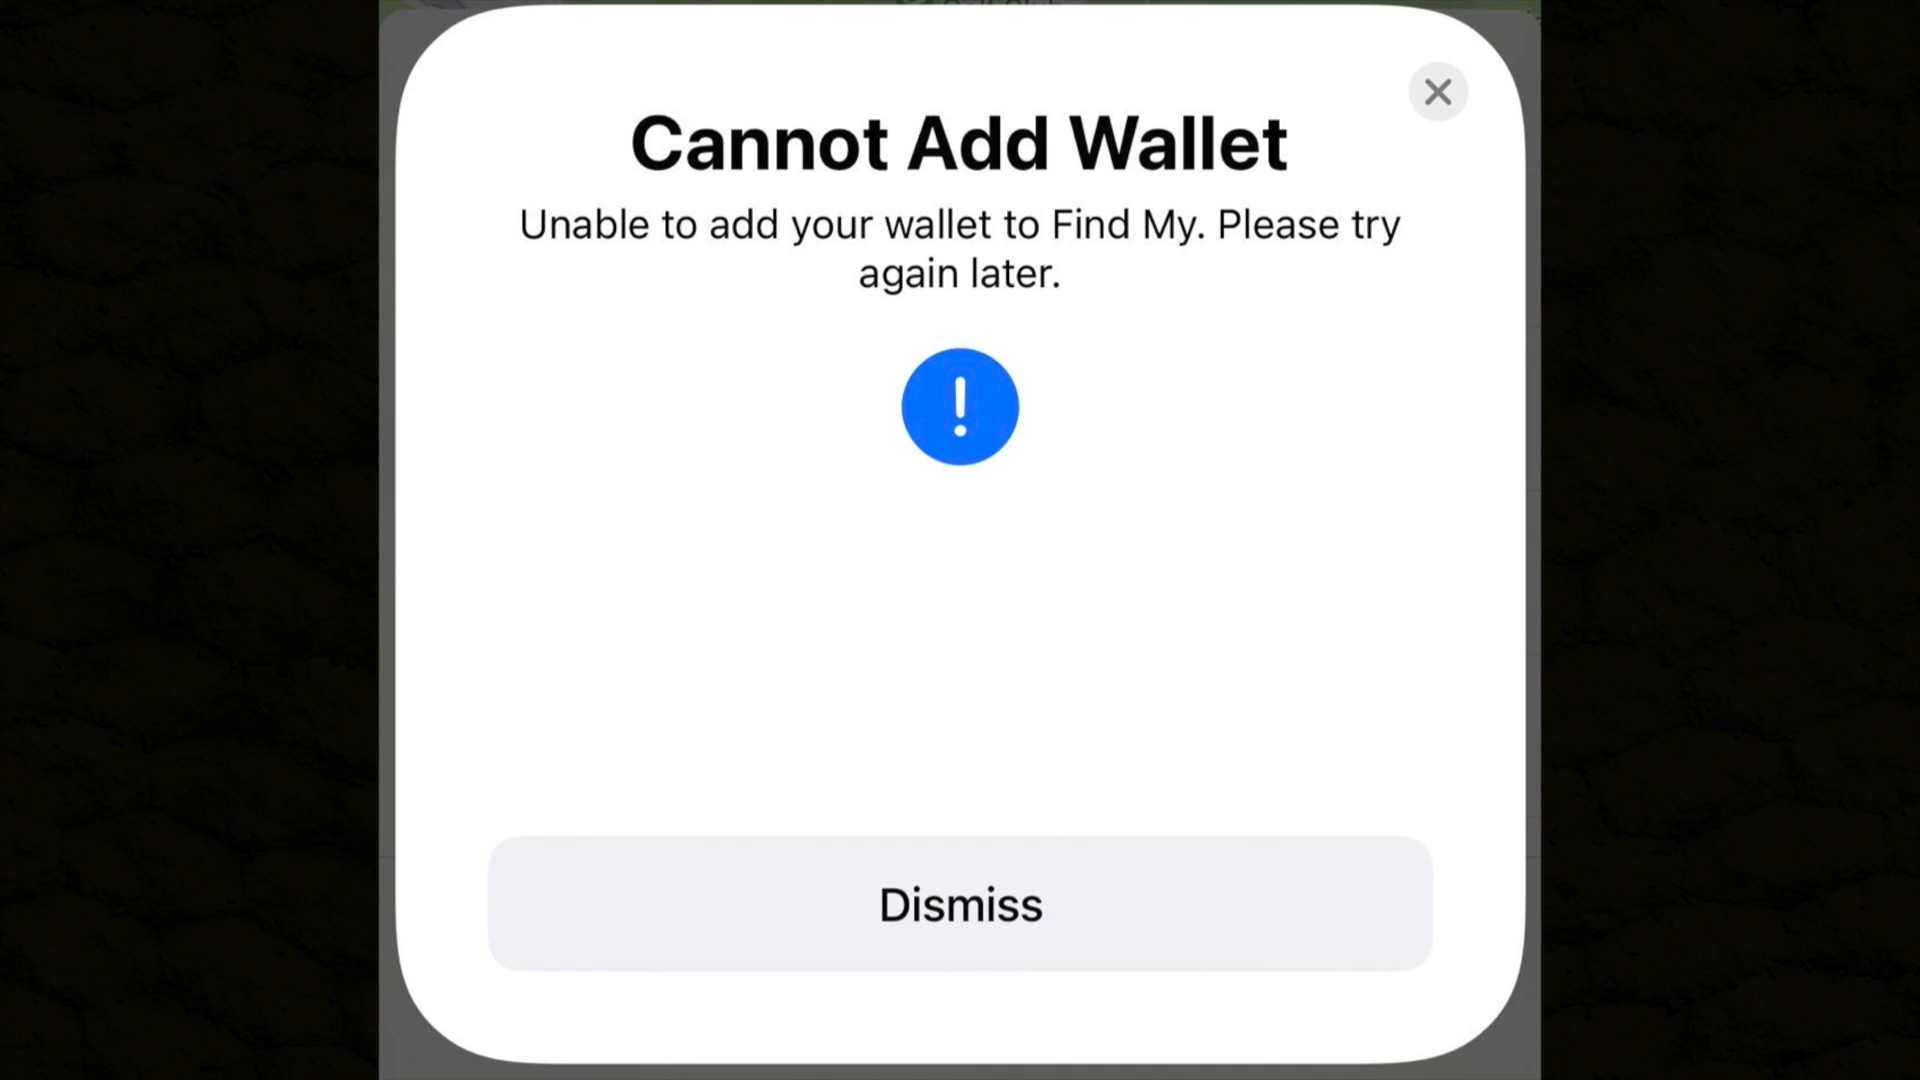 Cannot Add Wallet
Unable to add your wallet to Find My. Please try
again later.
Dismiss